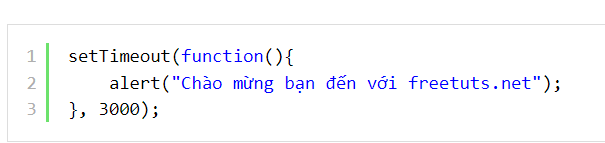 1 setTimeout(function(){
2     alert("Chào mừng bạn đến với freetuts.net");
3 }, 3000);